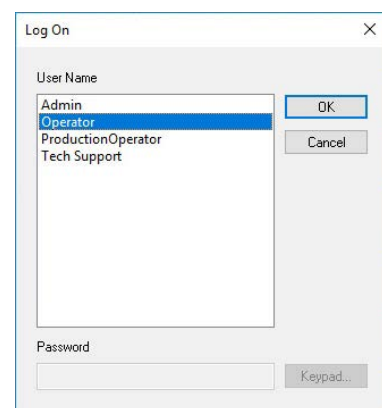 Log On
User Name
Admin
Operator
ProductionOperator
Tech Support
OK
Cancel
Password
Keypad...